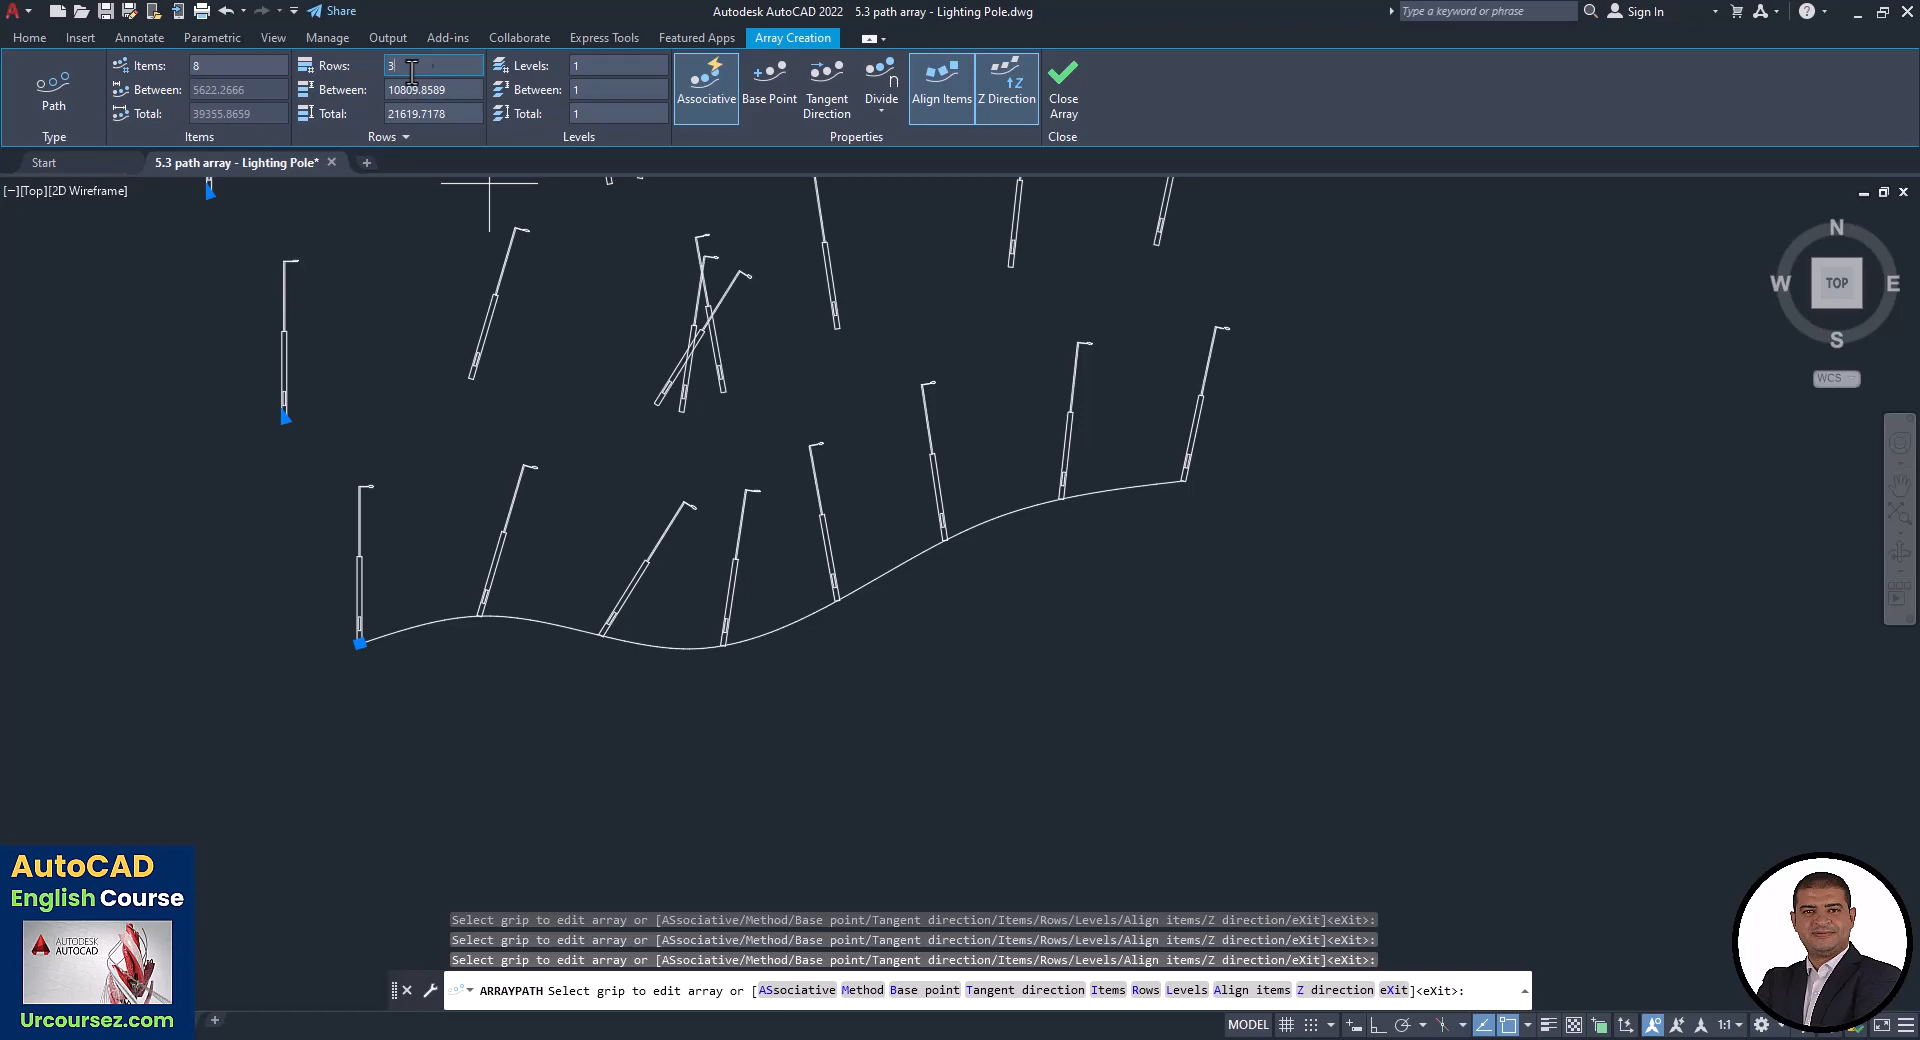 Share
Autodesk AutoCAD 2022 5.3 path array - Lighting Pole.dwg
Type a keyword or phrase
Sign In
Home Insert Annotate Parametric View Manage Output Add-ins Collaborate Express Tools Featured Apps Array Creation
Items: 8 Rows: 3 Levels: 1
Between: 5622.2666 Between: 10809.8589 Between: 1
Total: 39355.8659 Total: 21619.7178 Total: 1
Path
Associative Base Point Tangent Direction Divide Align Items Z Direction Close Array
Type Items Rows Levels Properties Close
Start 5.3 path array - Lighting Pole*
[−][Top][2D Wireframe]
N
W TOP E
S
WCS
AutoCAD
English Course
AUTODESK
AUTOCAD
Urcoursez.com
Select grip to edit array or [ASsociative/Method/Base point/Tangent direction/Items/Rows/Levels/Align items/Z direction/eXit]<eXit>:
Select grip to edit array or [ASsociative/Method/Base point/Tangent direction/Items/Rows/Levels/Align items/Z direction/eXit]<eXit>:
Select grip to edit array or [ASsociative/Method/Base point/Tangent direction/Items/Rows/Levels/Align items/Z direction/eXit]<eXit>:
ARRAYPATH Select grip to edit array or [ASsociative Method Base point Tangent direction Items Rows Levels Align items Z direction eXit]<eXit>:
MODEL 1:1